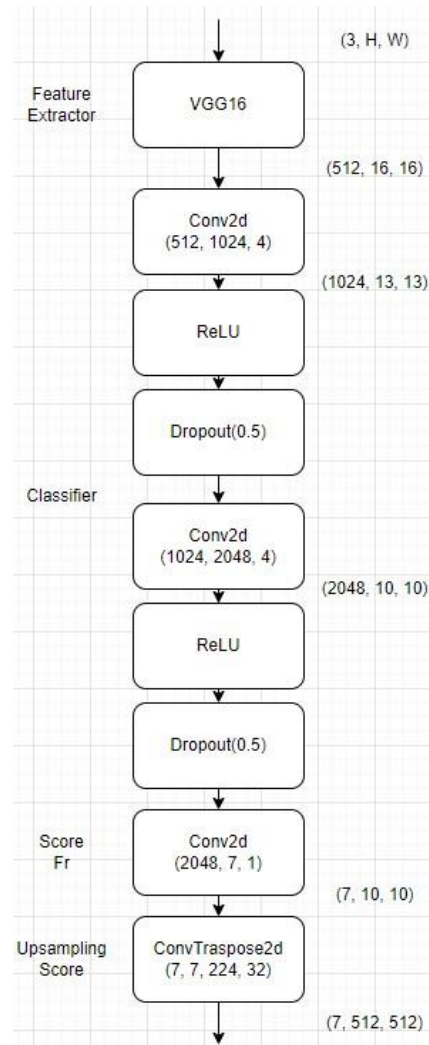 (3, H, W)
Feature
Extractor
VGG16
(512, 16, 16)
Conv2d
(512, 1024, 4)
(1024, 13, 13)
ReLU
Dropout(0.5)
Classifier
Conv2d
(1024, 2048, 4)
(2048, 10, 10)
ReLU
Dropout(0.5)
Score
Fr
Conv2d
(2048, 7, 1)
(7, 10, 10)
Upsampling
Score
ConvTraspose2d
(7, 7, 224, 32)
(7, 512, 512)